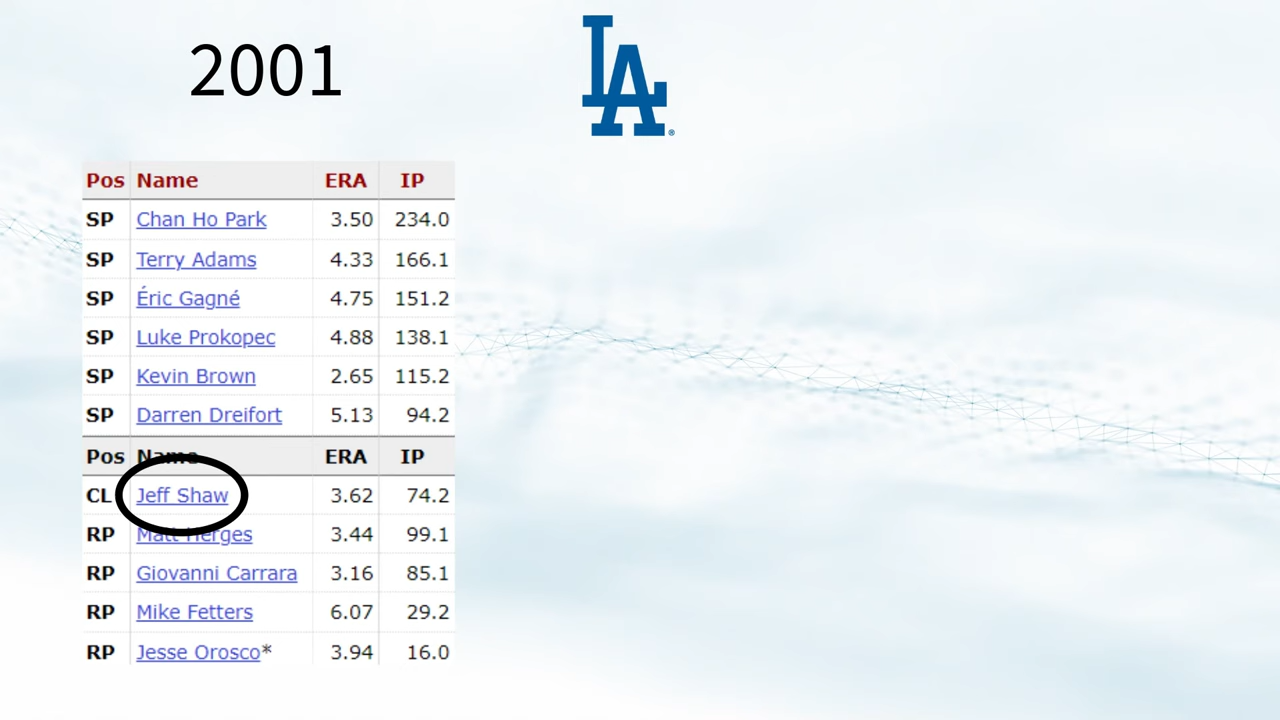 2001
LA
Pos Name ERA IP
SP Chan Ho Park 3.50 234.0
SP Terry Adams 4.33 166.1
SP Éric Gagné 4.75 151.2
SP Luke Prokopec 4.88 138.1
SP Kevin Brown 2.65 115.2
SP Darren Dreifort 5.13 94.2
Pos Name ERA IP
CL Jeff Shaw 3.62 74.2
RP Matt Herges 3.44 99.1
RP Giovanni Carrara 3.16 85.1
RP Mike Fetters 6.07 29.2
RP Jesse Orosco* 3.94 16.0